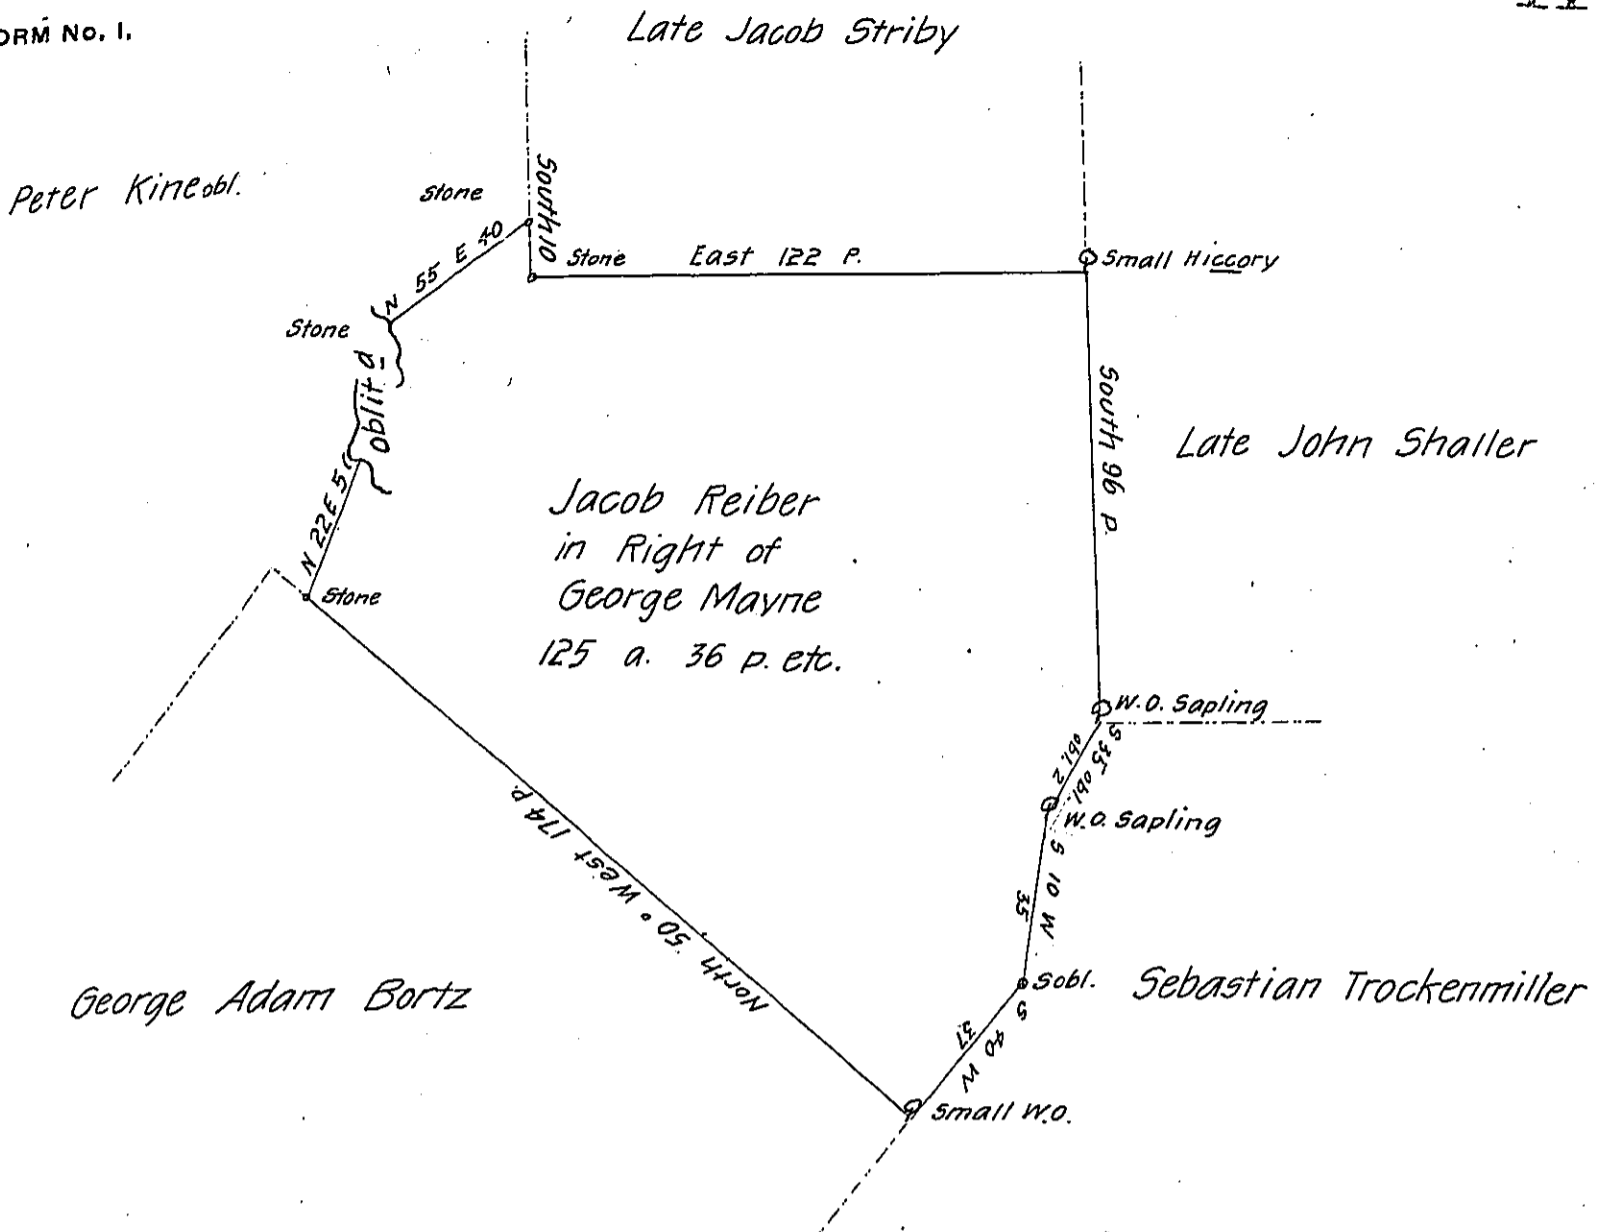 ORM No. 1.
Late Jacob Striby
Peter Kineobl.
Stone
South 10
N 55 E 40
Stone
East 122 P.
Small Hiccory
Stone
Oblit d
South 96 p.
Late John Shaller
N 22 E 5
Jacob Reiber
in Right of
George Mayne
125 a. 36 p. etc.
Stone
W.O. Sapling
S 35 obl.
obl. 2
W.O. Sapling
North 50° West 174 p.
S 10 W
35
George Adam Bortz
Sobl.
Sebastian Trockenmiller
S 40 W
37
Small W.O.